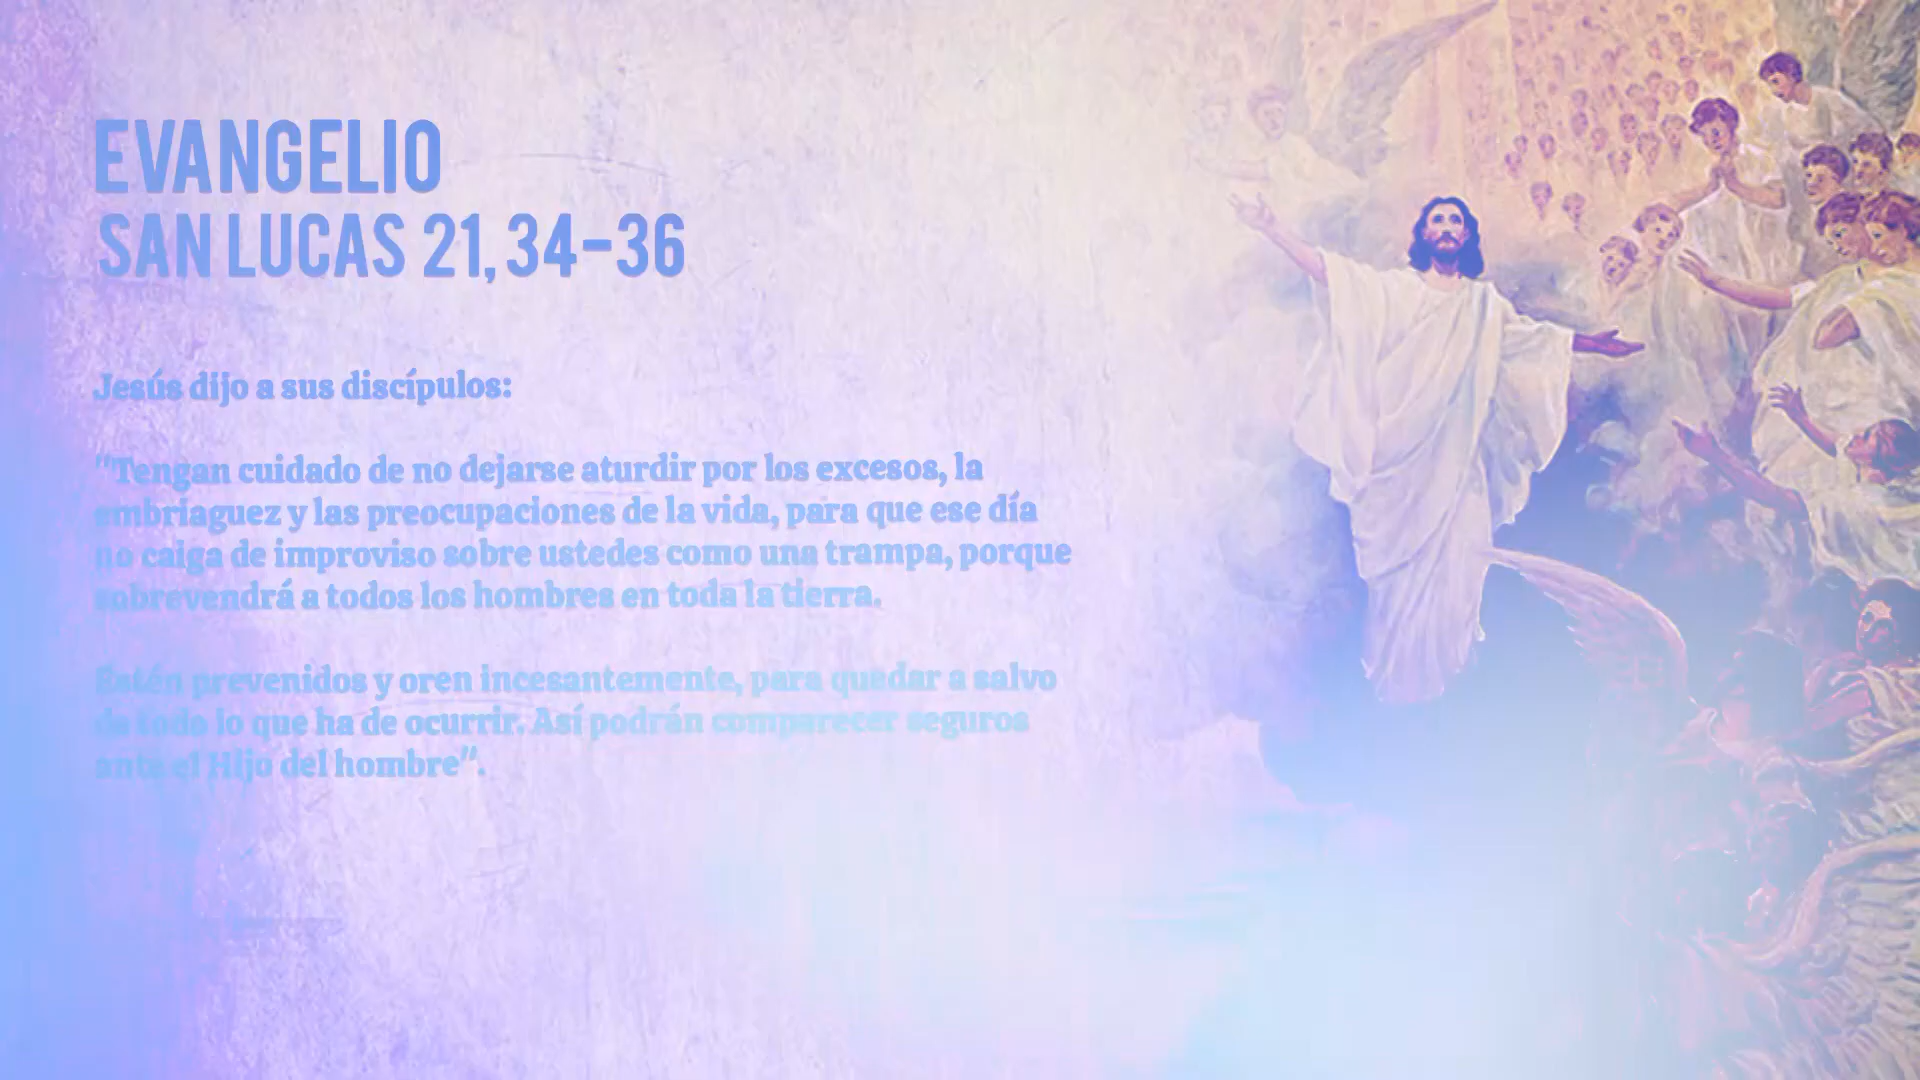 EVANGELIO
SAN LUCAS 21, 34-36
Jesús dijo a sus discípulos:
"Tengan cuidado de no dejarse aturdir por los excesos, la
embriaguez y las preocupaciones de la vida, para que ese día
no caiga de improviso sobre ustedes como una trampa, porque
sobrevendrá a todos los hombres en toda la tierra.
Estén prevenidos y oren incesantemente, para quedar a salvo
de todo lo que ha de ocurrir. Así podrán comparecer seguros
ante el Hijo del hombre".